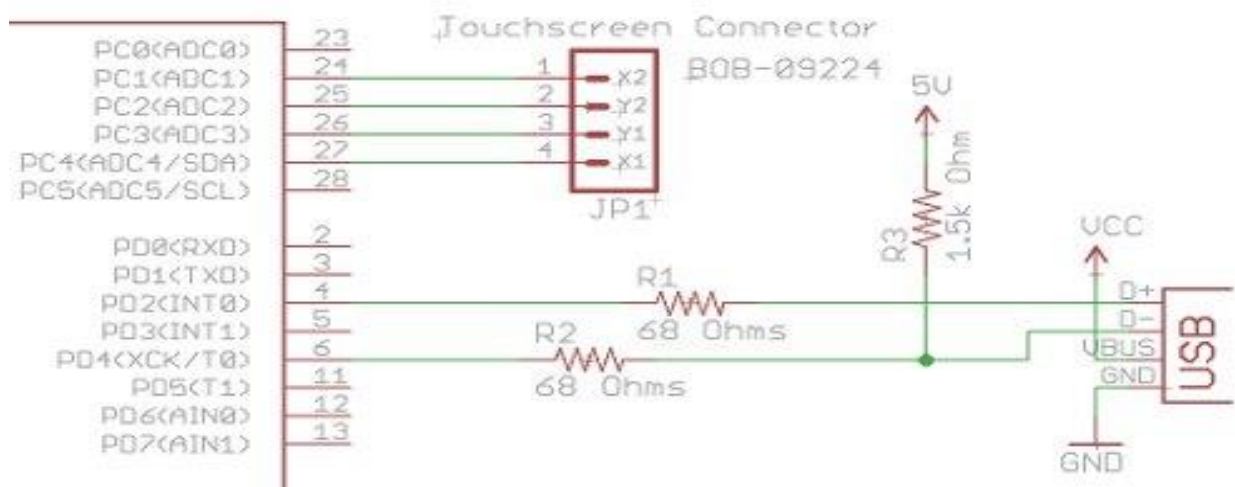 Touchscreen Connector
BOB-09224
PC0(ADC0) 23
PC1(ADC1) 24
PC2(ADC2) 25
PC3(ADC3) 26
PC4(ADC4/SDA) 27
PC5(ADC5/SCL) 28
1 X2
2 Y2
3 Y1
4 X1
JP1
5V
R3
1.5k Ohm
VCC
PD0(RXD) 2
PD1(TXD) 3
PD2(INT0) 4
PD3(INT1) 5
PD4(XCK/T0) 6
PD5(T1) 11
PD6(AIN0) 12
PD7(AIN1) 13
R1
68 Ohms
R2
68 Ohms
D+
D-
VBUS
GND
USB
GND